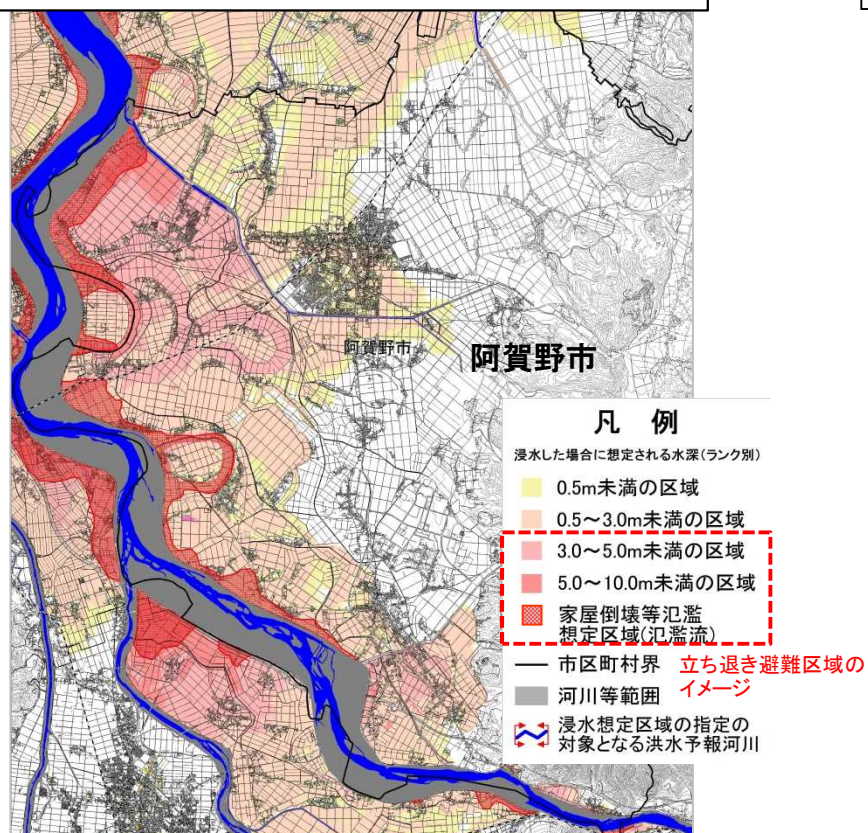 阿賀野市
阿賀野市
凡 例
浸水した場合に想定される水深(ランク別)
0.5m未満の区域
0.5～3.0m未満の区域
3.0～5.0m未満の区域
5.0～10.0m未満の区域
家屋倒壊等氾濫
想定区域(氾濫流)
市区町村界
立ち退き避難区域の
イメージ
河川等範囲
浸水想定区域の指定の
対象となる洪水予報河川